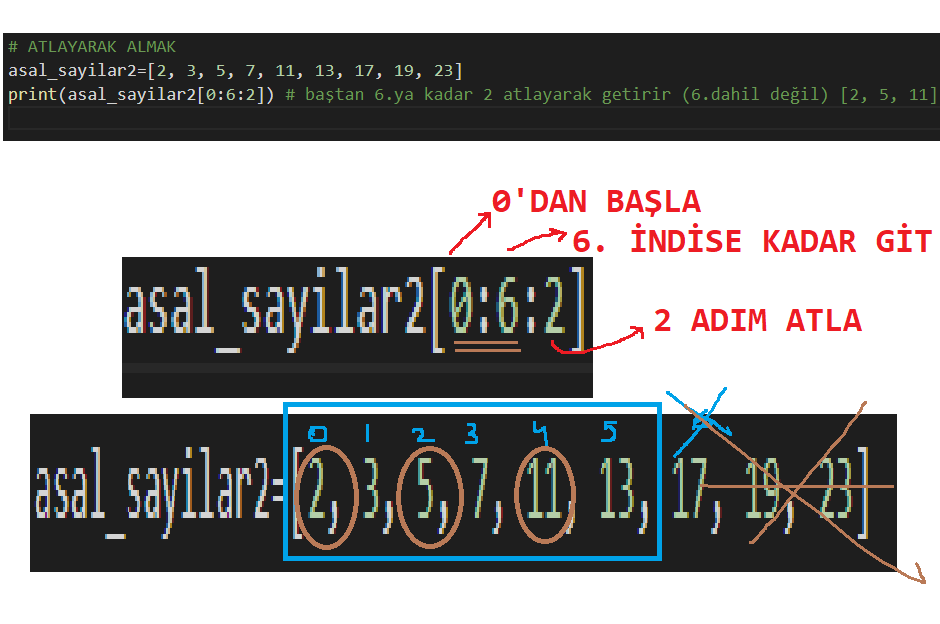 # ATLAYARAK ALMAK
asal_sayilar2=[2, 3, 5, 7, 11, 13, 17, 19, 23]
print(asal_sayilar2[0:6:2]) # baştan 6.ya kadar 2 atlayarak getirir (6.dahil değil) [2, 5, 11]
0'DAN BAŞLA
6. İNDİSE KADAR GİT
asal_sayilar2[0:6:2]
2 ADIM ATLA
0 1 2 3 4 5
asal_sayilar2=[2, 3, 5, 7, 11, 13, 17, 19, 23]